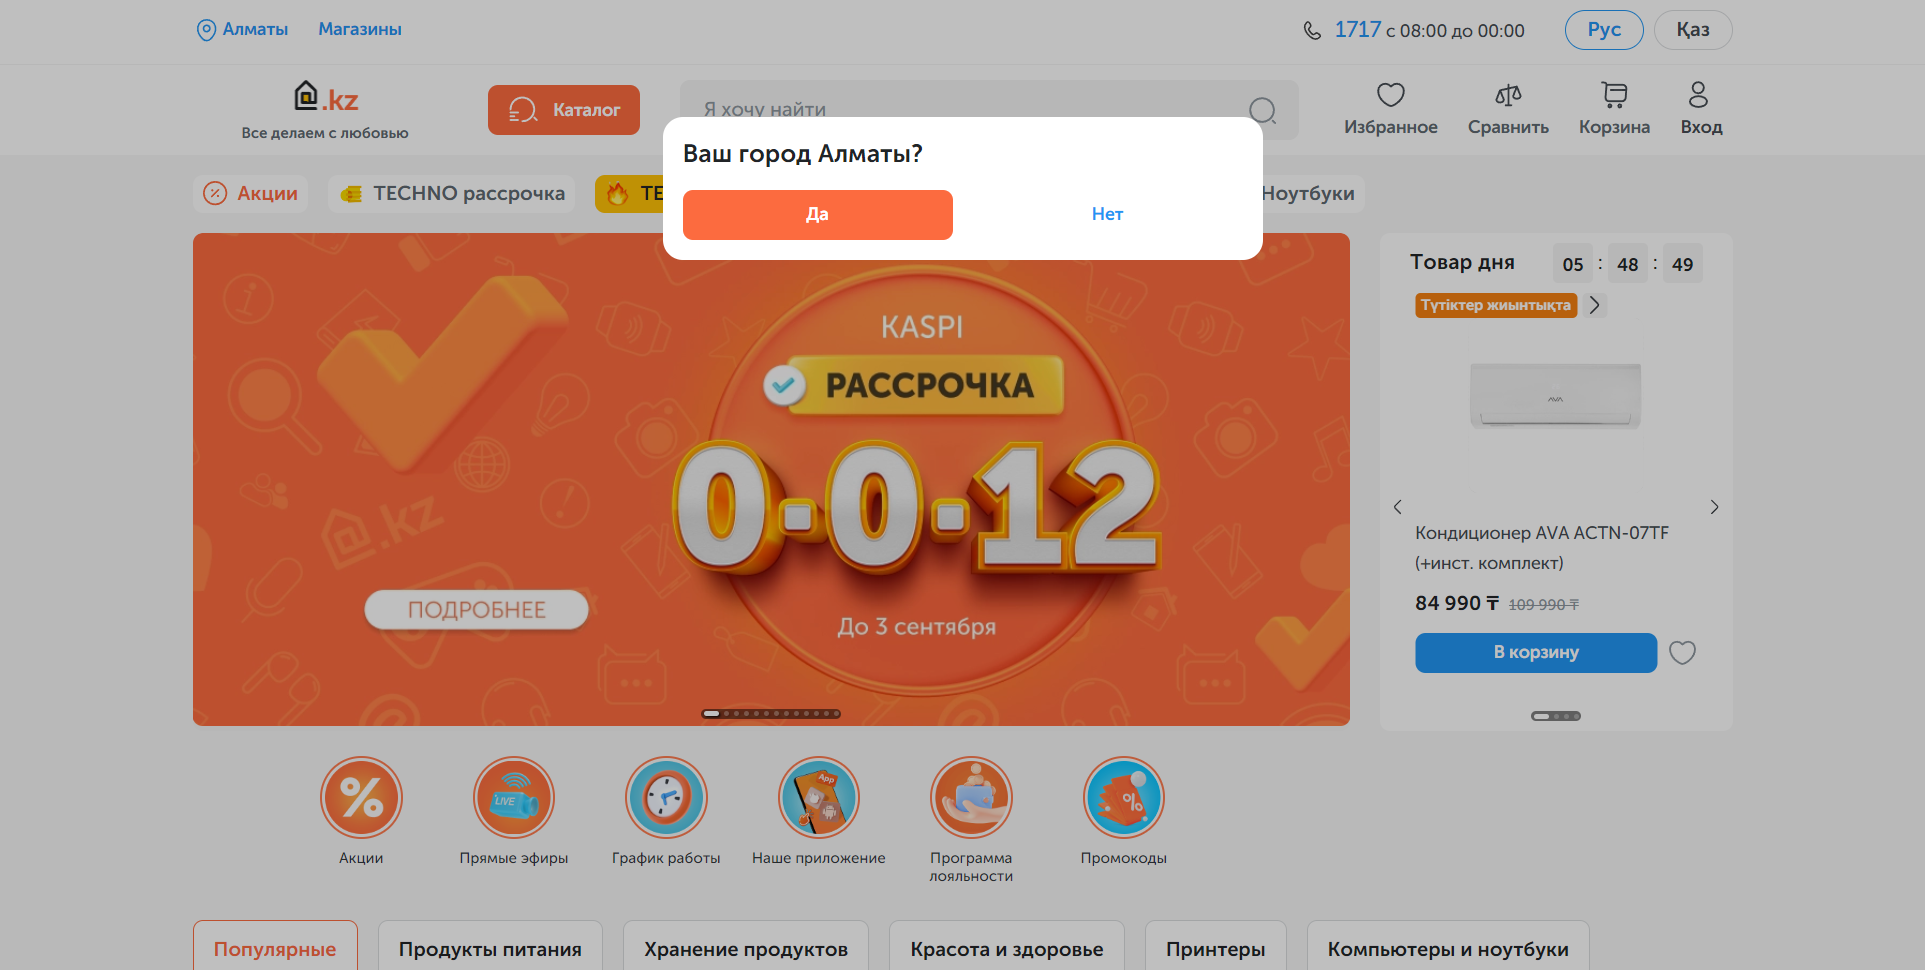 Алматы
Магазины
1717 с 08:00 до 00:00
Рус
Қаз
.kz
Все делаем с любовью
Каталог
Я хочу найти
Избранное
Сравнить
Корзина
Вход
Ваш город Алматы?
Да
Нет
Акции
TECHNO рассрочка
Ноутбуки
KASPI
РАССРОЧКА
0-0-12
До 3 сентября
ПОДРОБНЕЕ
.kz
Товар дня
05 : 48 : 49
Түтіктер жиынтықта
AVA
Кондиционер AVA ACTN-07TF
(+инст. комплект)
84 990 ₸ 109 990 ₸
В корзину
LIVE
App
Акции
Прямые эфиры
График работы
Наше приложение
Программа
лояльности
Промокоды
Популярные
Продукты питания
Хранение продуктов
Красота и здоровье
Принтеры
Компьютеры и ноутбуки